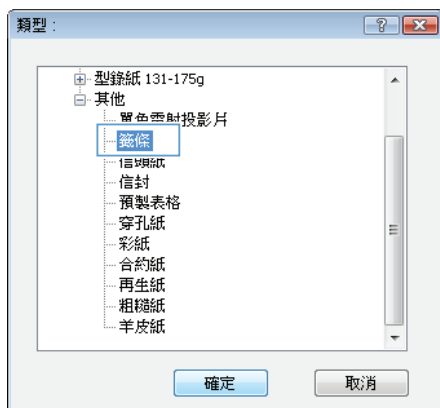 類型:
型錄紙 131-175g
其他
單色雷射投影片
籤條
信頭紙
信封
預製表格
穿孔紙
彩紙
合約紙
再生紙
粗糙紙
羊皮紙
確定
取消